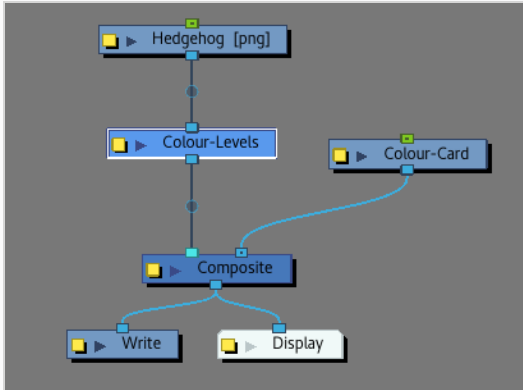 Hedgehog [png]
Colour-Levels
Colour-Card
Composite
Write
Display